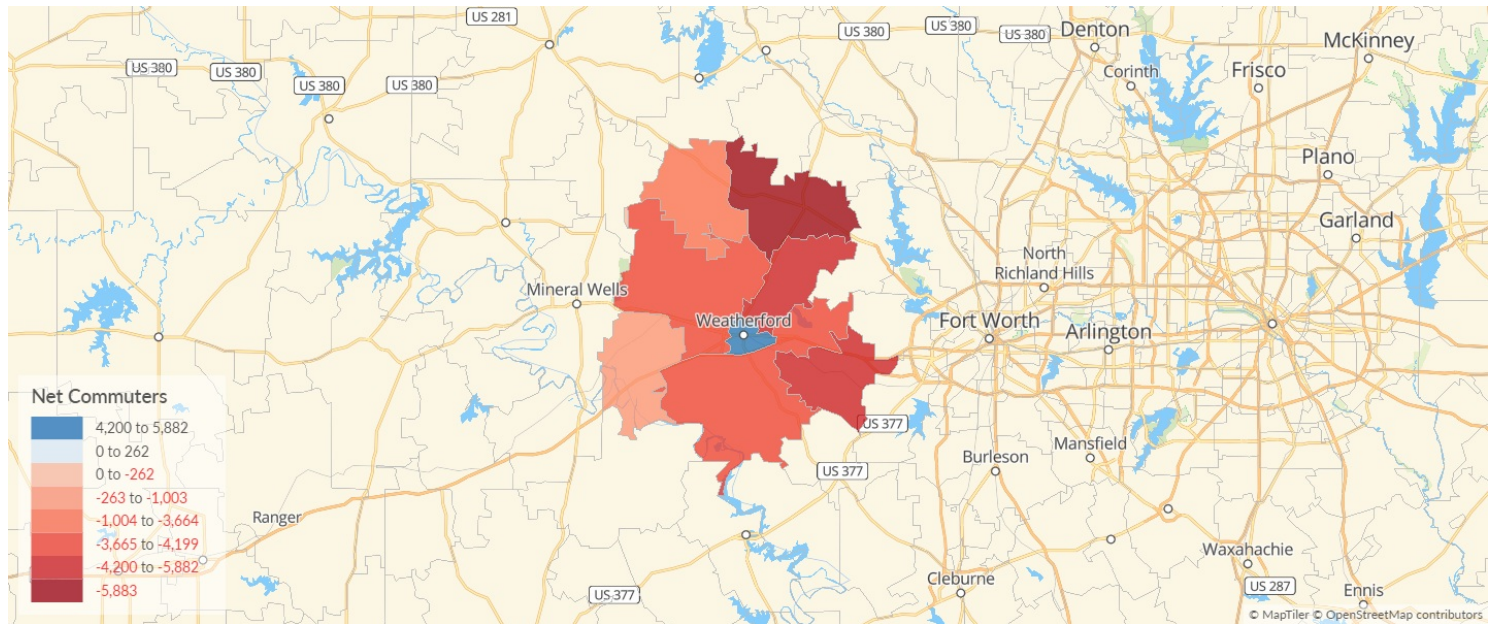 US 281
US 380
US 380
US 380
Denton
McKinney
US 380
US 380
US 380
US 380
Corinth
Frisco
Plano
Garland
North
Richland Hills
Mineral Wells
Weatherford
Fort Worth
Arlington
Net Commuters
4,200 to 5,882
0 to 262
0 to -262
-263 to -1,003
-1,004 to -3,664
-3,665 to -4,199
-4,200 to -5,882
-5,883
US 377
Mansfield
Burleson
US 377
Ranger
Waxahachie
Cleburne
US 287
US 377
Ennis
© MapTiler © OpenStreetMap contributors